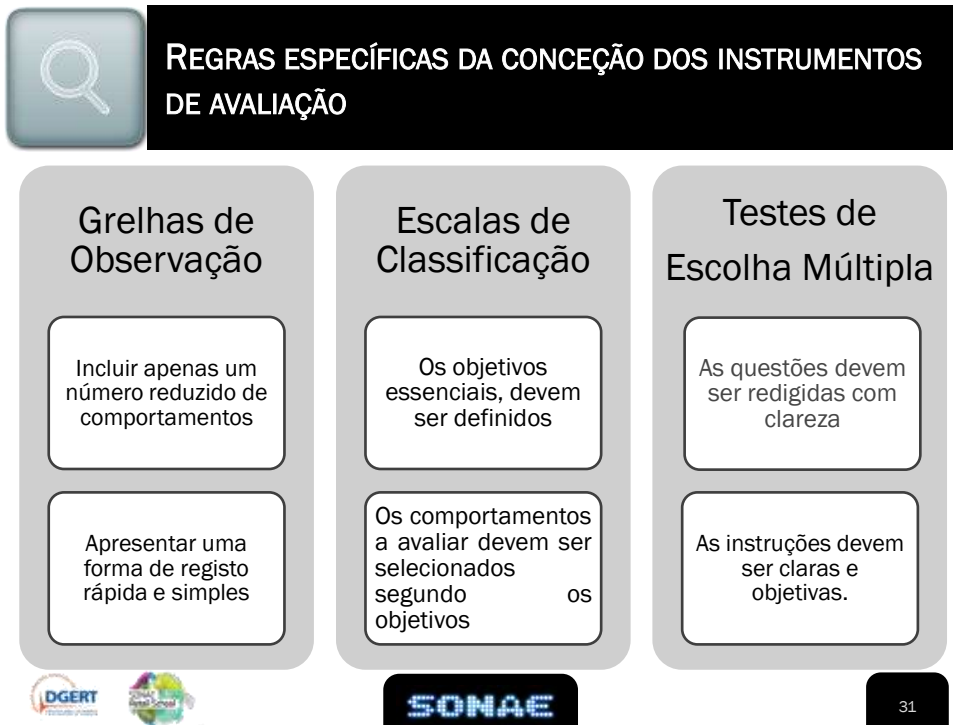 REGRAS ESPECÍFICAS DA CONCEÇÃO DOS INSTRUMENTOS
DE AVALIAÇÃO
Grelhas de
Observação
Incluir apenas um
número reduzido de
comportamentos
Apresentar uma
forma de registo
rápida e simples
Escalas de
Classificação
Os objetivos
essenciais, devem
ser definidos
Os comportamentos
a avaliar devem ser
selecionados
segundo os
objetivos
Testes de
Escolha Múltipla
As questões devem
ser redigidas com
clareza
As instruções devem
ser claras e
objetivas.
DGERT
SONAE
Retail School
SONAE
31